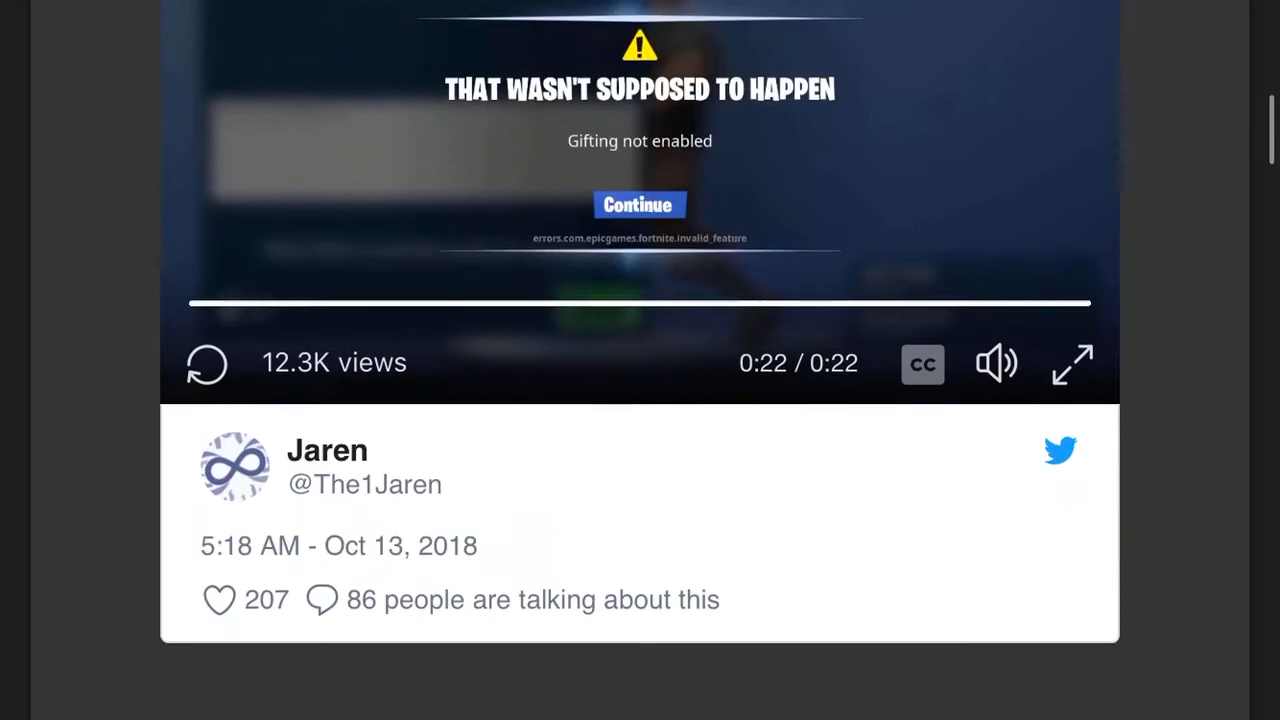 THAT WASN'T SUPPOSED TO HAPPEN
Gifting not enabled
Continue
errors.com.epicgames.fortnite.invalid_feature
12.3K views
0:22 / 0:22
CC
Jaren
@The1Jaren
5:18 AM - Oct 13, 2018
207
86 people are talking about this